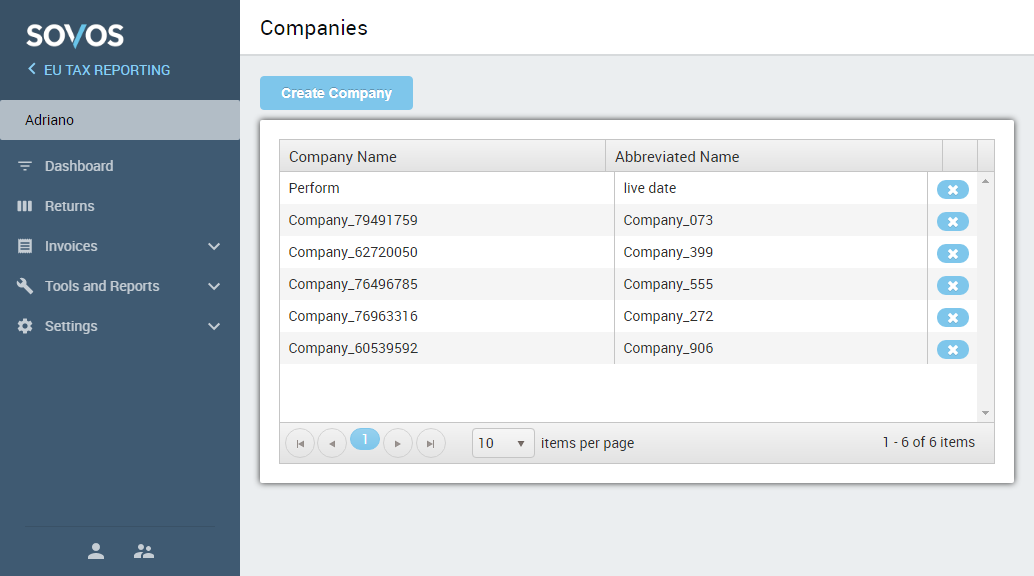 SOVOS
EU TAX REPORTING
Adriano
Dashboard
Returns
Invoices
Tools and Reports
Settings
Companies
Create Company
Company Name Abbreviated Name
Perform live date
Company_79491759 Company_073
Company_62720050 Company_399
Company_76496785 Company_555
Company_76963316 Company_272
Company_60539592 Company_906
1 10 items per page 1 - 6 of 6 items